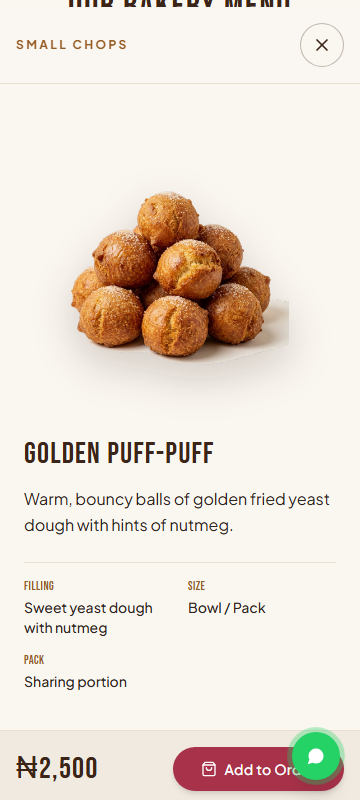 SMALL CHOPS
GOLDEN PUFF-PUFF
Warm, bouncy balls of golden fried yeast
dough with hints of nutmeg.
FILLING
Sweet yeast dough
with nutmeg
SIZE
Bowl / Pack
PACK
Sharing portion
₦2,500
Add to